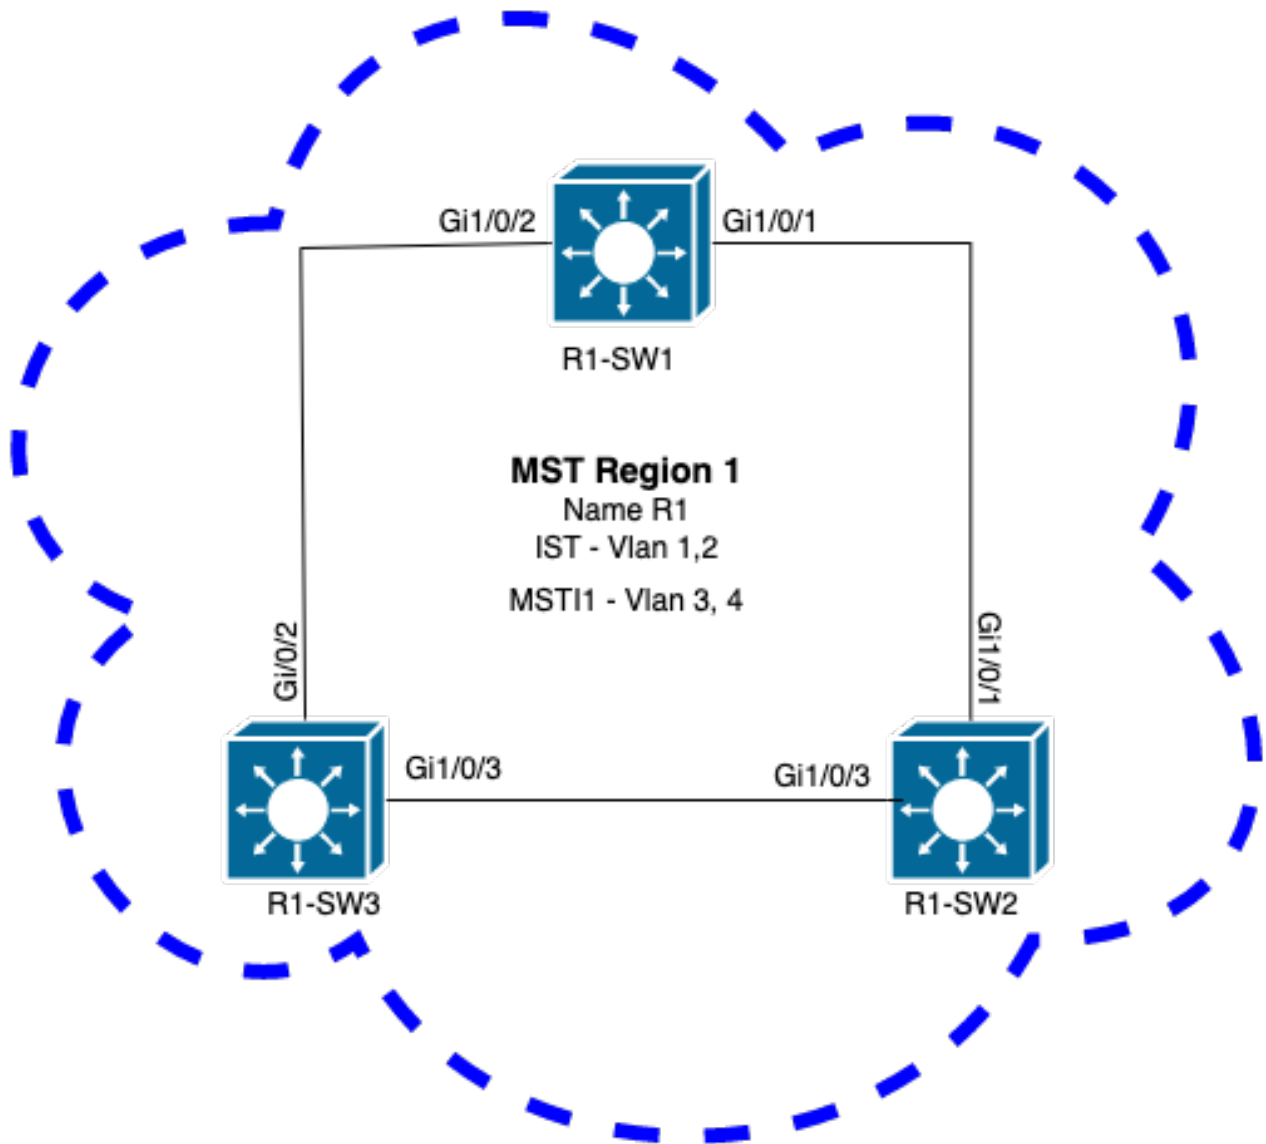 Gi1/0/2
Gi1/0/1
R1-SW1
MST Region 1
Name R1
IST - Vlan 1,2
MSTI1 - Vlan 3, 4
Gi/0/2
Gi1/0/1
Gi1/0/3
Gi1/0/3
R1-SW3
R1-SW2